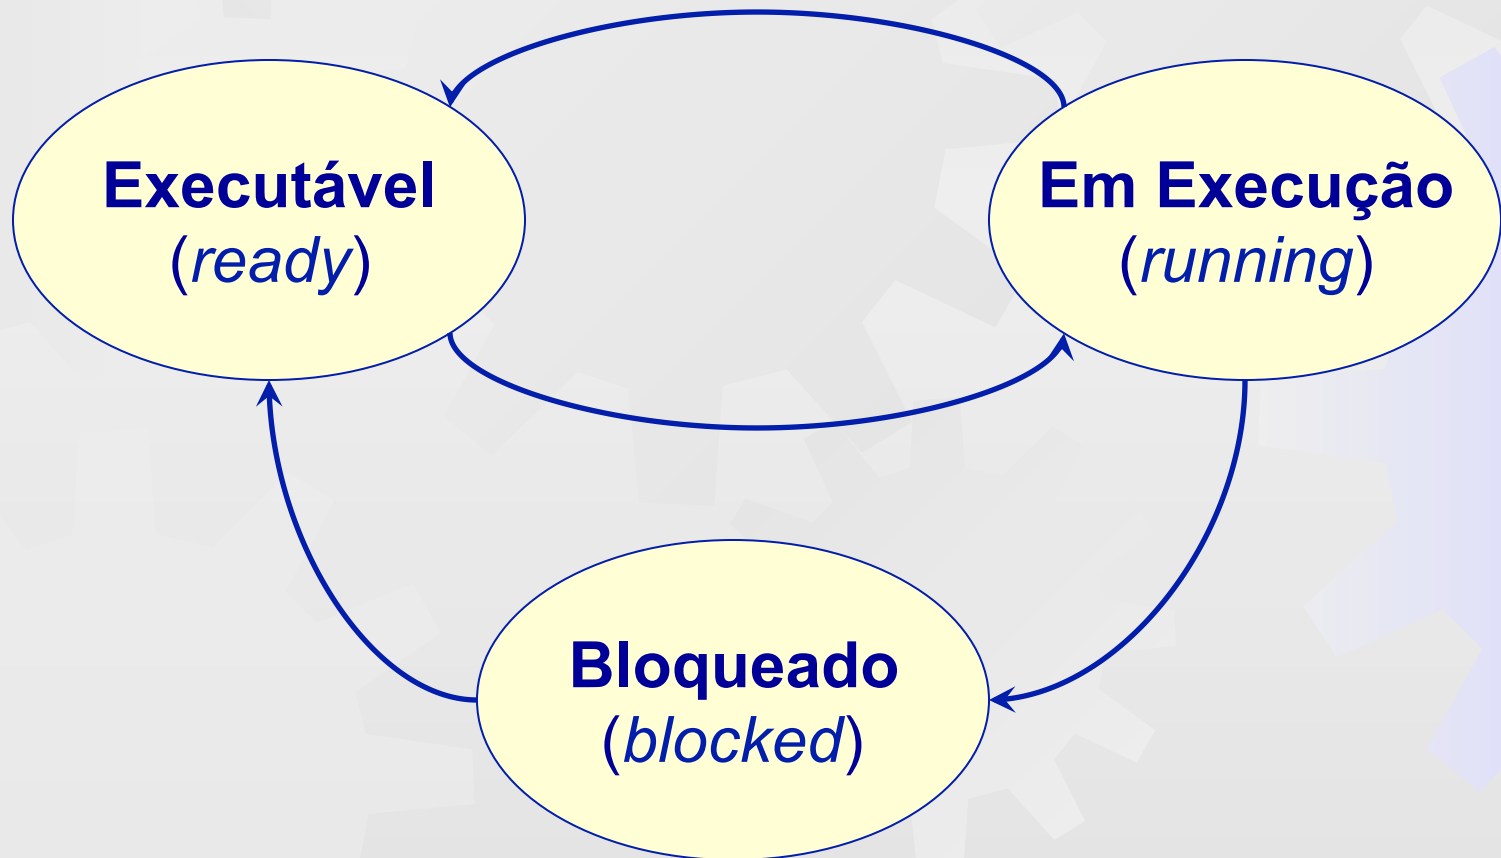 Executável
(ready)
Em Execução
(running)
Bloqueado
(blocked)